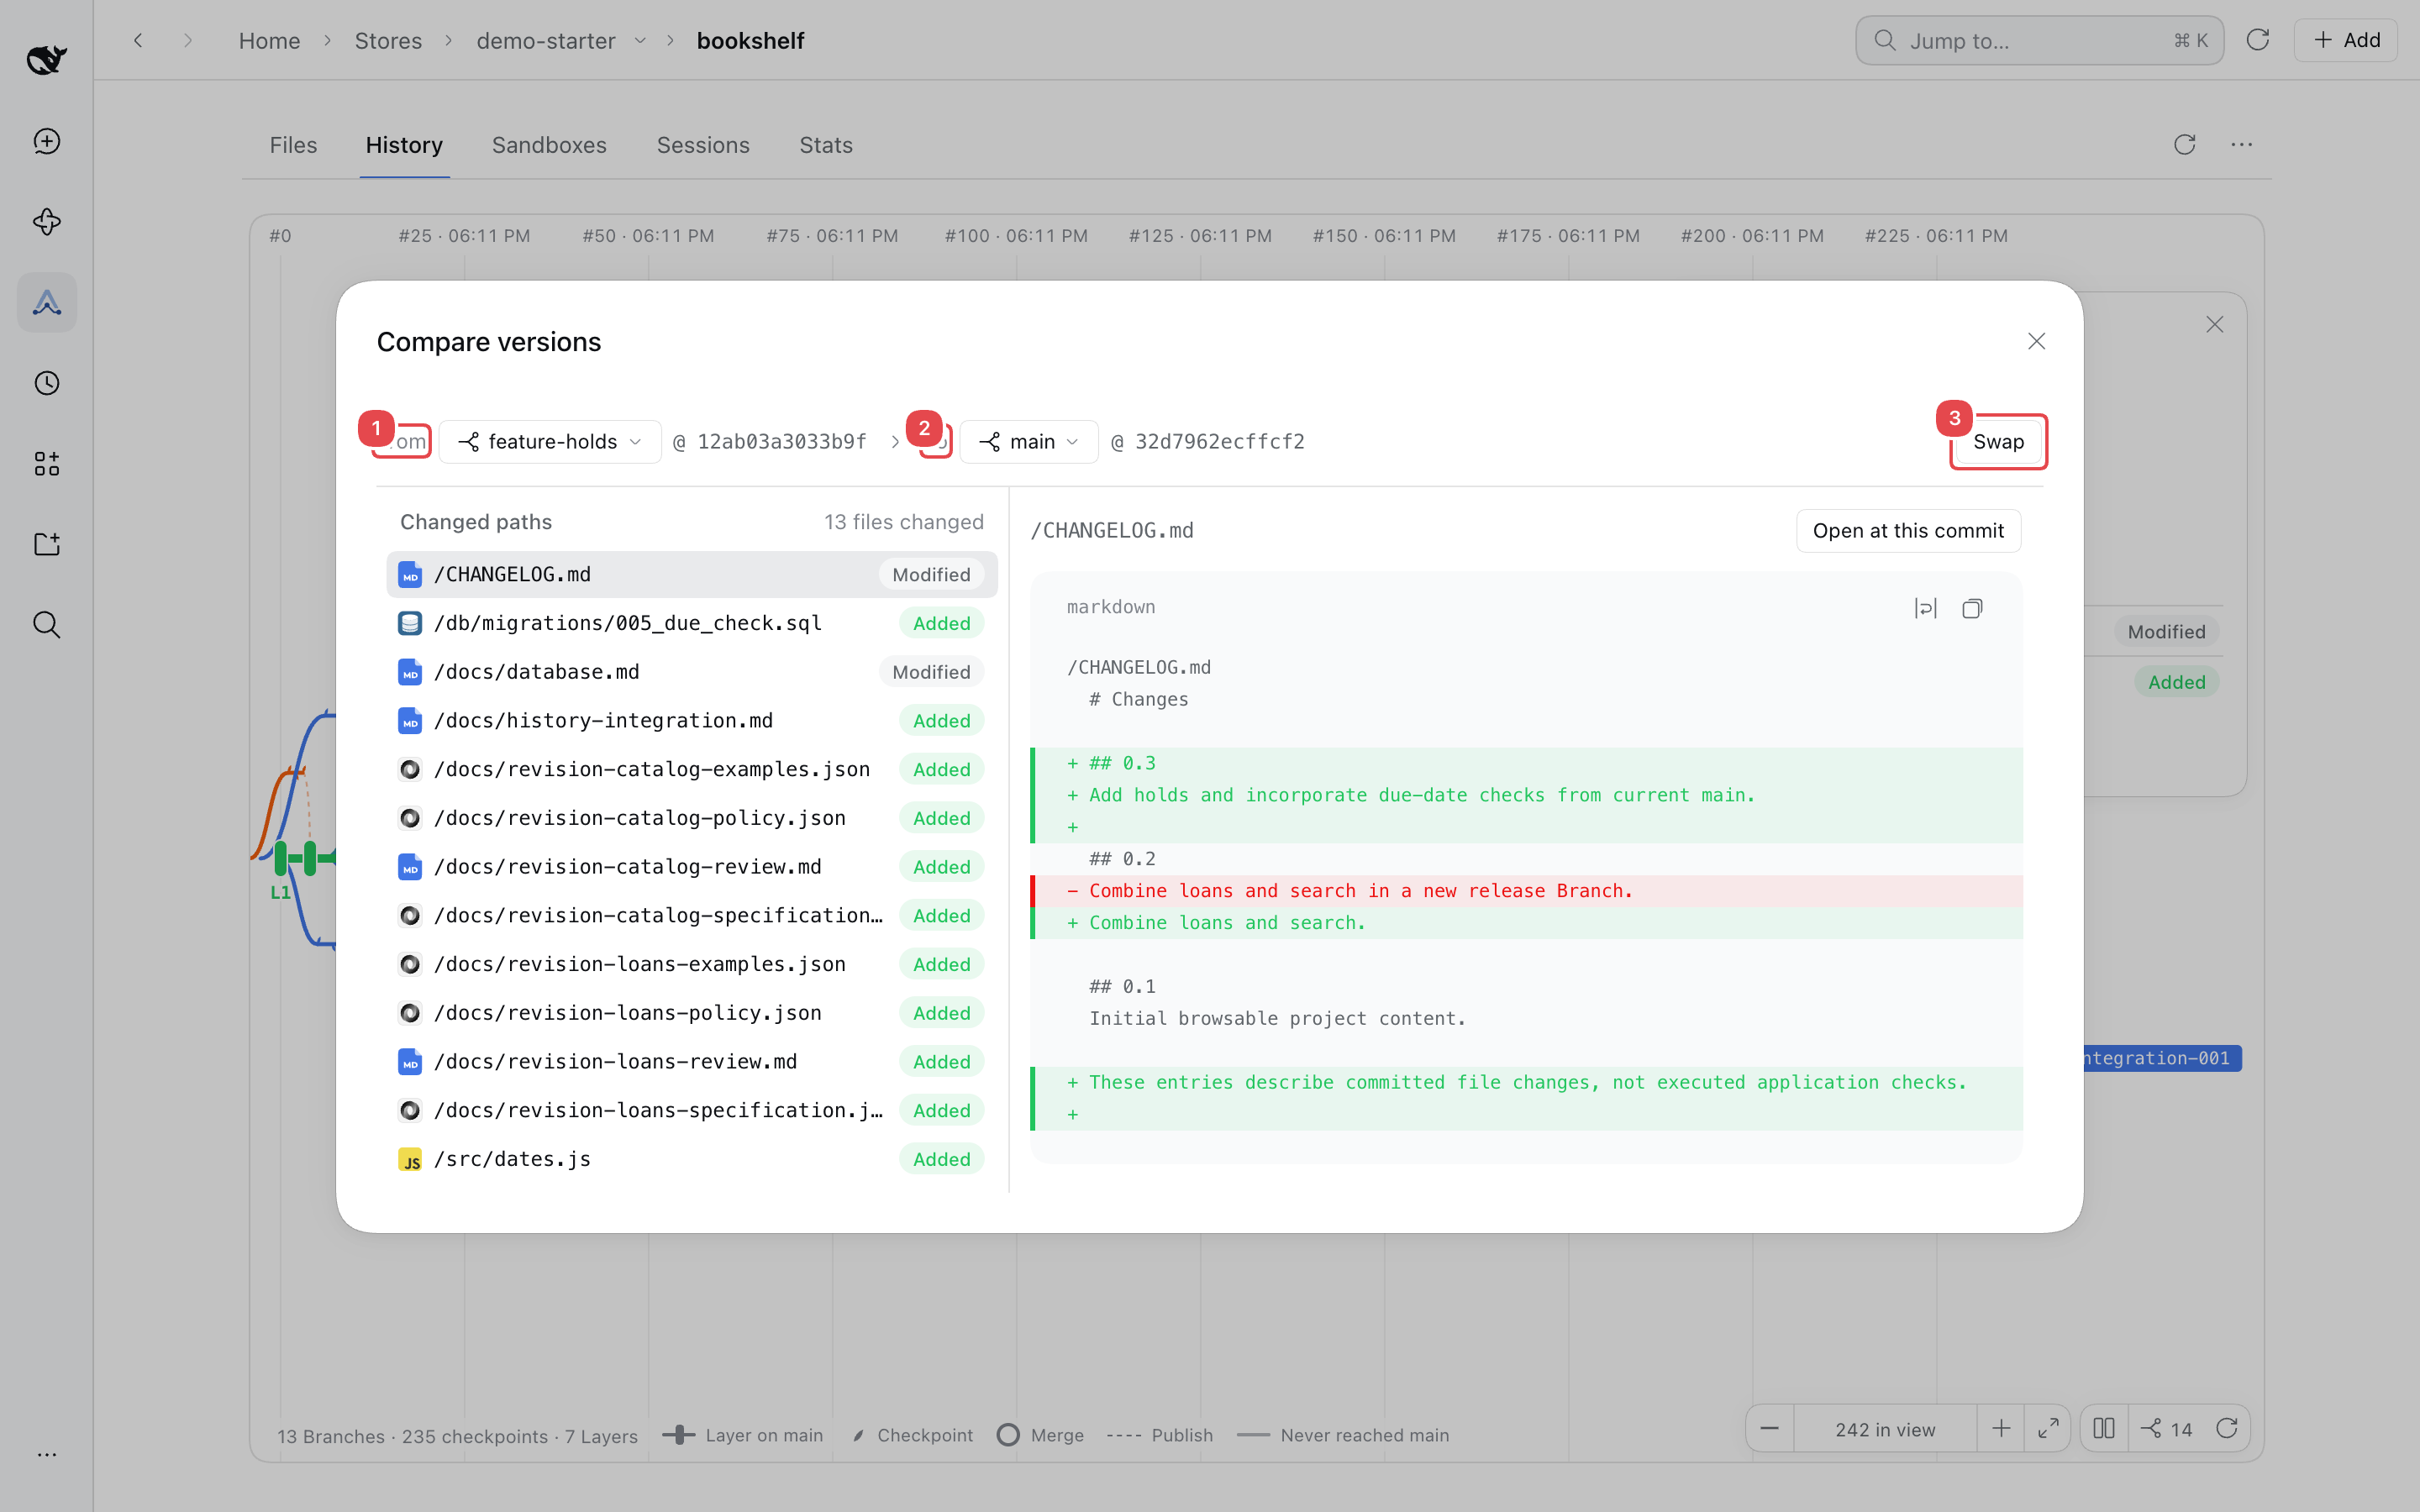 Home > Stores > demo-starter > bookshelf
Jump to... ⌘ K
+ Add
Files History Sandboxes Sessions Stats
#0 #25 · 06:11 PM #50 · 06:11 PM #75 · 06:11 PM #100 · 06:11 PM #125 · 06:11 PM #150 · 06:11 PM #175 · 06:11 PM #200 · 06:11 PM #225 · 06:11 PM
Compare versions
1 feature-holds @ 12ab03a3033b9f > 2 main @ 32d7962ecffcf2 3 Swap
Changed paths 13 files changed
/CHANGELOG.md Modified
/db/migrations/005_due_check.sql Added
/docs/database.md Modified
/docs/history-integration.md Added
/docs/revision-catalog-examples.json Added
/docs/revision-catalog-policy.json Added
/docs/revision-catalog-review.md Added
/docs/revision-catalog-specification... Added
/docs/revision-loans-examples.json Added
/docs/revision-loans-policy.json Added
/docs/revision-loans-review.md Added
/docs/revision-loans-specification.j... Added
/src/dates.js Added
/CHANGELOG.md Open at this commit
markdown
/CHANGELOG.md
# Changes
+ ## 0.3
+ Add holds and incorporate due-date checks from current main.
+
## 0.2
- Combine loans and search in a new release Branch.
+ Combine loans and search.
## 0.1
Initial browsable project content.
+ These entries describe committed file changes, not executed application checks.
+
Modified
Added
L1
ntegration-001
13 Branches · 235 checkpoints · 7 Layers Layer on main Checkpoint Merge Publish Never reached main
242 in view 14